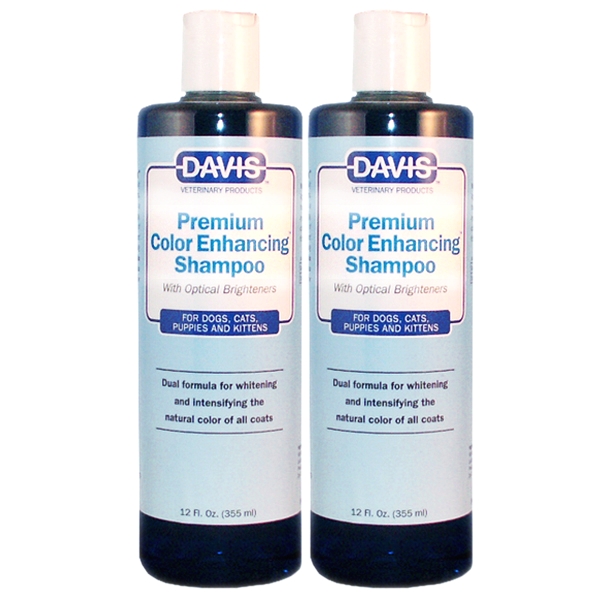 DAVIS
VETERINARY PRODUCTS
Premium
Color Enhancing™
Shampoo
With Optical Brighteners
FOR DOGS, CATS,
PUPPIES AND KITTENS
Dual formula for whitening
and intensifying the
natural color of all coats
12 Fl. Oz. (355 ml)
DAVIS
VETERINARY PRODUCTS
Premium
Color Enhancing™
Shampoo
With Optical Brighteners
FOR DOGS, CATS,
PUPPIES AND KITTENS
Dual formula for whitening
and intensifying the
natural color of all coats
12 Fl. Oz. (355 ml)